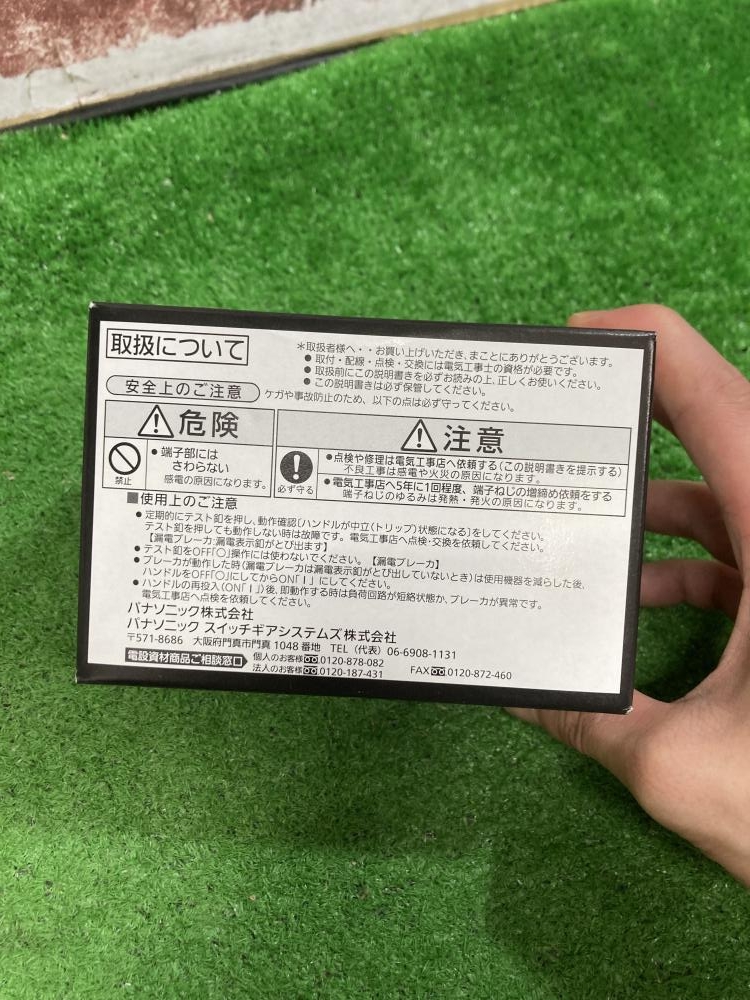 取扱について
＊取扱者様へ・・お買い上げいただき、まことにありがとうございます。
● 取付・配線・点検・交換には電気工事士の資格が必要です。
● 取扱前にこの説明書を必ずお読みの上、正しくお使いください。
● この説明書きは必ず保管してください。
安全上のご注意
ケガや事故防止のため、以下の点は必ず守ってください。
危険
禁止
● 端子部には
さわらない
感電の原因になります。
注意
必ず守る
●点検や修理は電気工事店へ依頼する(この説明書きを提示する)
不良工事は感電や火災の原因になります。
●電気工事店へ5年に1回程度、端子ねじの増締め依頼をする
端子ねじのゆるみは発熱・発火の原因になります。
■使用上のご注意
● 定期的にテスト釦を押し、動作確認(ハンドルが中立(トリップ)状態になる)をしてください。
テスト釦を押しても動作しない時は故障です。電気工事店へ点検・交換を依頼してください。
【漏電ブレーカ:漏電表示釦がとび出ます】
● テスト釦をOFF「〇」操作には使わないでください。【漏電ブレーカ】
● ブレーカが動作した時(漏電ブレーカは漏電表示釦がとび出していないとき)は使用機器を減らした後、
ハンドルをOFF「〇」にしてからON「｜」にしてください。
● ハンドルの再投入(ON「｜」)後、即動作する時は負荷回路が短絡状態か、ブレーカが異常です。
電気工事店へ点検を依頼してください。
パナソニック株式会社
パナソニック スイッチギアシステムズ株式会社
〒571-8686 大阪府門真市門真 1048 番地 TEL（代表）06-6908-1131
電設資材商品ご相談窓口
個人のお客様 0120-878-082
法人のお客様 0120-187-431
FAX 0120-872-460